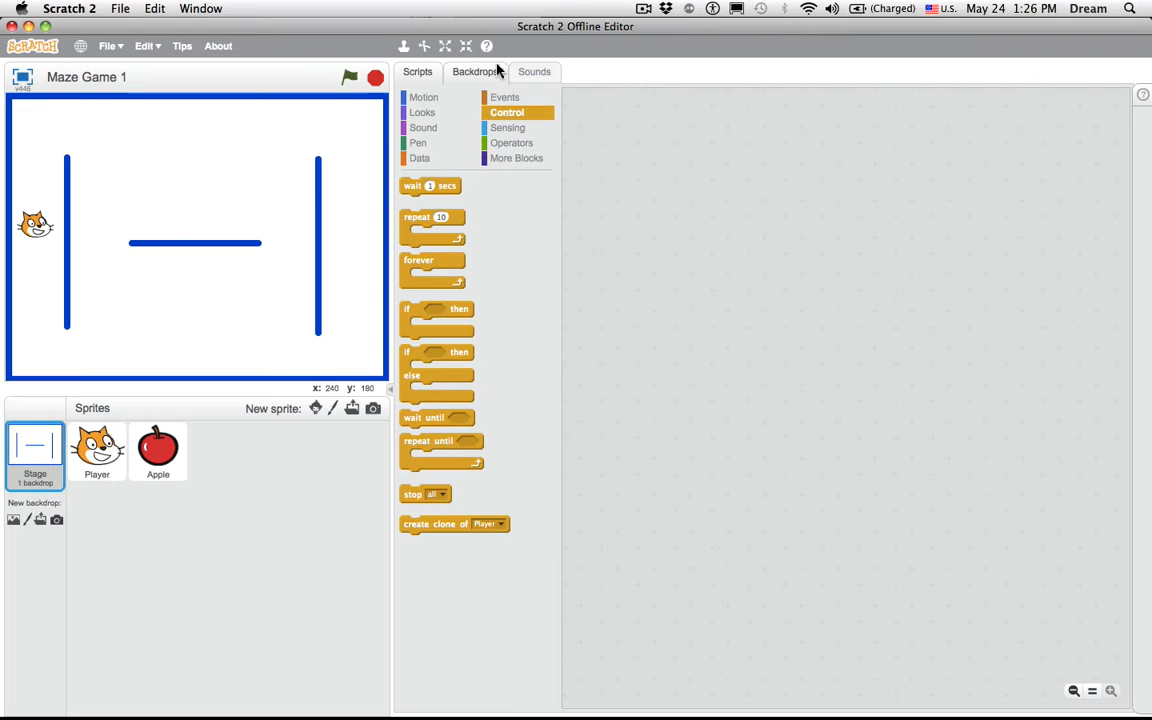 Scratch 2 File Edit Window (Charged) U.S. May 24 1:26 PM Dream
Scratch 2 Offline Editor
SCRATCH File Edit Tips About
v446 Maze Game 1
Scripts Backdrops Sounds
Motion Events
Looks Control
Sound Sensing
Pen Operators
Data More Blocks
wait 1 secs
repeat 10
forever
if then
if then
else
wait until
repeat until
stop all
create clone of Player
x: 240 y: 180
Sprites New sprite:
Stage
1 backdrop
Player
Apple
New backdrop: